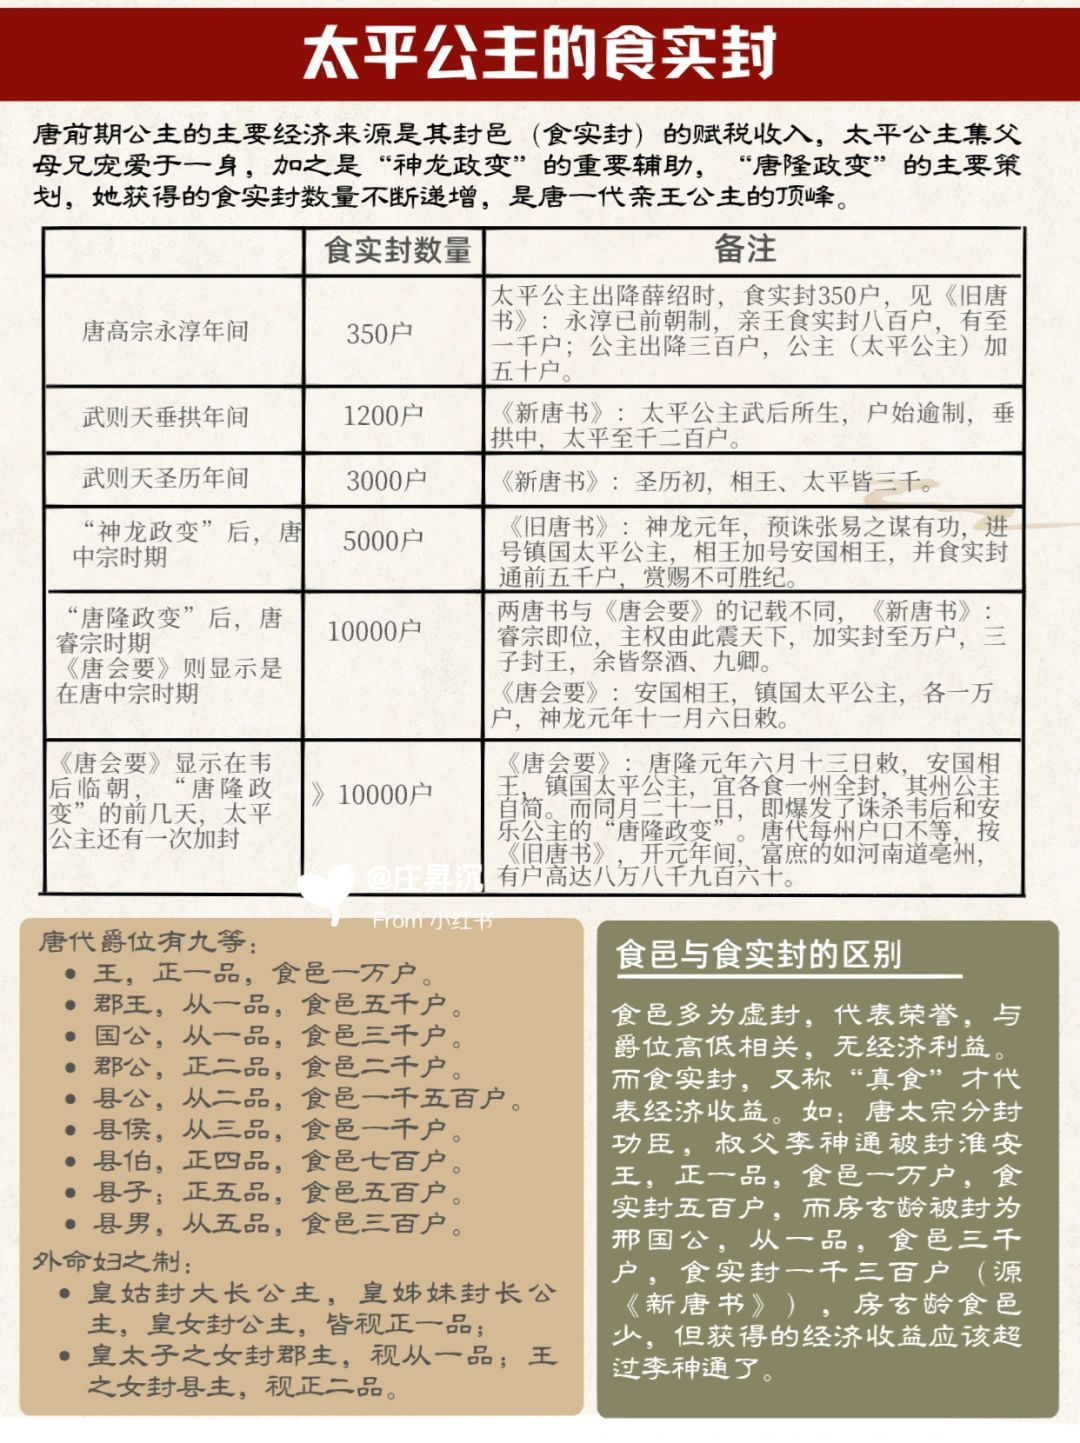 太平公主的食实封
唐前期公主的主要经济来源是其封邑（食实封）的赋税收入，太平公主集父
母兄宠爱于一身，加之是“神龙政变”的重要辅助，“唐隆政变”的主要策
划，她获得的食实封数量不断递增，是唐一代亲王公主的顶峰。
食实封数量
备注
唐高宗永淳年间
350户
太平公主出降薛绍时，食实封350户，见《旧唐
书》：永淳已前朝制，亲王食实封八百户，有至
一千户；公主出降三百户，公主（太平公主）加
五十户。
武则天垂拱年间
1200户
《新唐书》：太平公主武后所生，户始逾制，垂
拱中，太平至千二百户。
武则天圣历年间
3000户
《新唐书》：圣历初，相王、太平皆三千。
“神龙政变”后，唐
中宗时期
5000户
《旧唐书》：神龙元年，预诛张易之谋有功，进
号镇国太平公主，相王加号安国相王，并食实封
通前五千户，赏赐不可胜纪。
“唐隆政变”后，唐
睿宗时期
《唐会要》则显示是
在唐中宗时期
10000户
两唐书与《唐会要》的记载不同，《新唐书》：
睿宗即位，主权由此震天下，加实封至万户，三
子封王，余皆祭酒、九卿。
《唐会要》：安国相王，镇国太平公主，各一万
户，神龙元年十一月六日敕。
《唐会要》显示在韦
后临朝，“唐隆政
变”的前几天，太平
公主还有一次加封
》10000户
《唐会要》：唐隆元年六月十三日敕，安国相
王，镇国太平公主，宜各食一州全封，其州公主
自简。而同月二十一日，即爆发了诛杀韦后和安
乐公主的“唐隆政变”。唐代每州户口不等，按
《旧唐书》，开元年间，富庶的如河南道亳州，
有户高达八万八千九百六十。
@庄昇沉
From 小红书
唐代爵位有九等：
• 王，正一品，食邑一万户。
• 郡王，从一品，食邑五千户。
• 国公，从一品，食邑三千户。
• 郡公，正二品，食邑二千户。
• 县公，从二品，食邑一千五百户。
• 县侯，从三品，食邑一千户。
• 县伯，正四品，食邑七百户。
• 县子；正五品，食邑五百户。
• 县男，从五品，食邑三百户。
外命妇之制：
• 皇姑封大长公主，皇姊妹封长公
主，皇女封公主，皆视正一品；
• 皇太子之女封郡主，视从一品；王
之女封县主，视正二品。
食邑与食实封的区别
食邑多为虚封，代表荣誉，与
爵位高低相关，无经济利益。
而食实封，又称“真食”才代
表经济收益。如：唐太宗分封
功臣，叔父李神通被封淮安
王，正一品，食邑一万户，食
实封五百户，而房玄龄被封为
邢国公，从一品，食邑三千
户，食实封一千三百户（源
《新唐书》），房玄龄食邑
少，但获得的经济收益应该超
过李神通了。